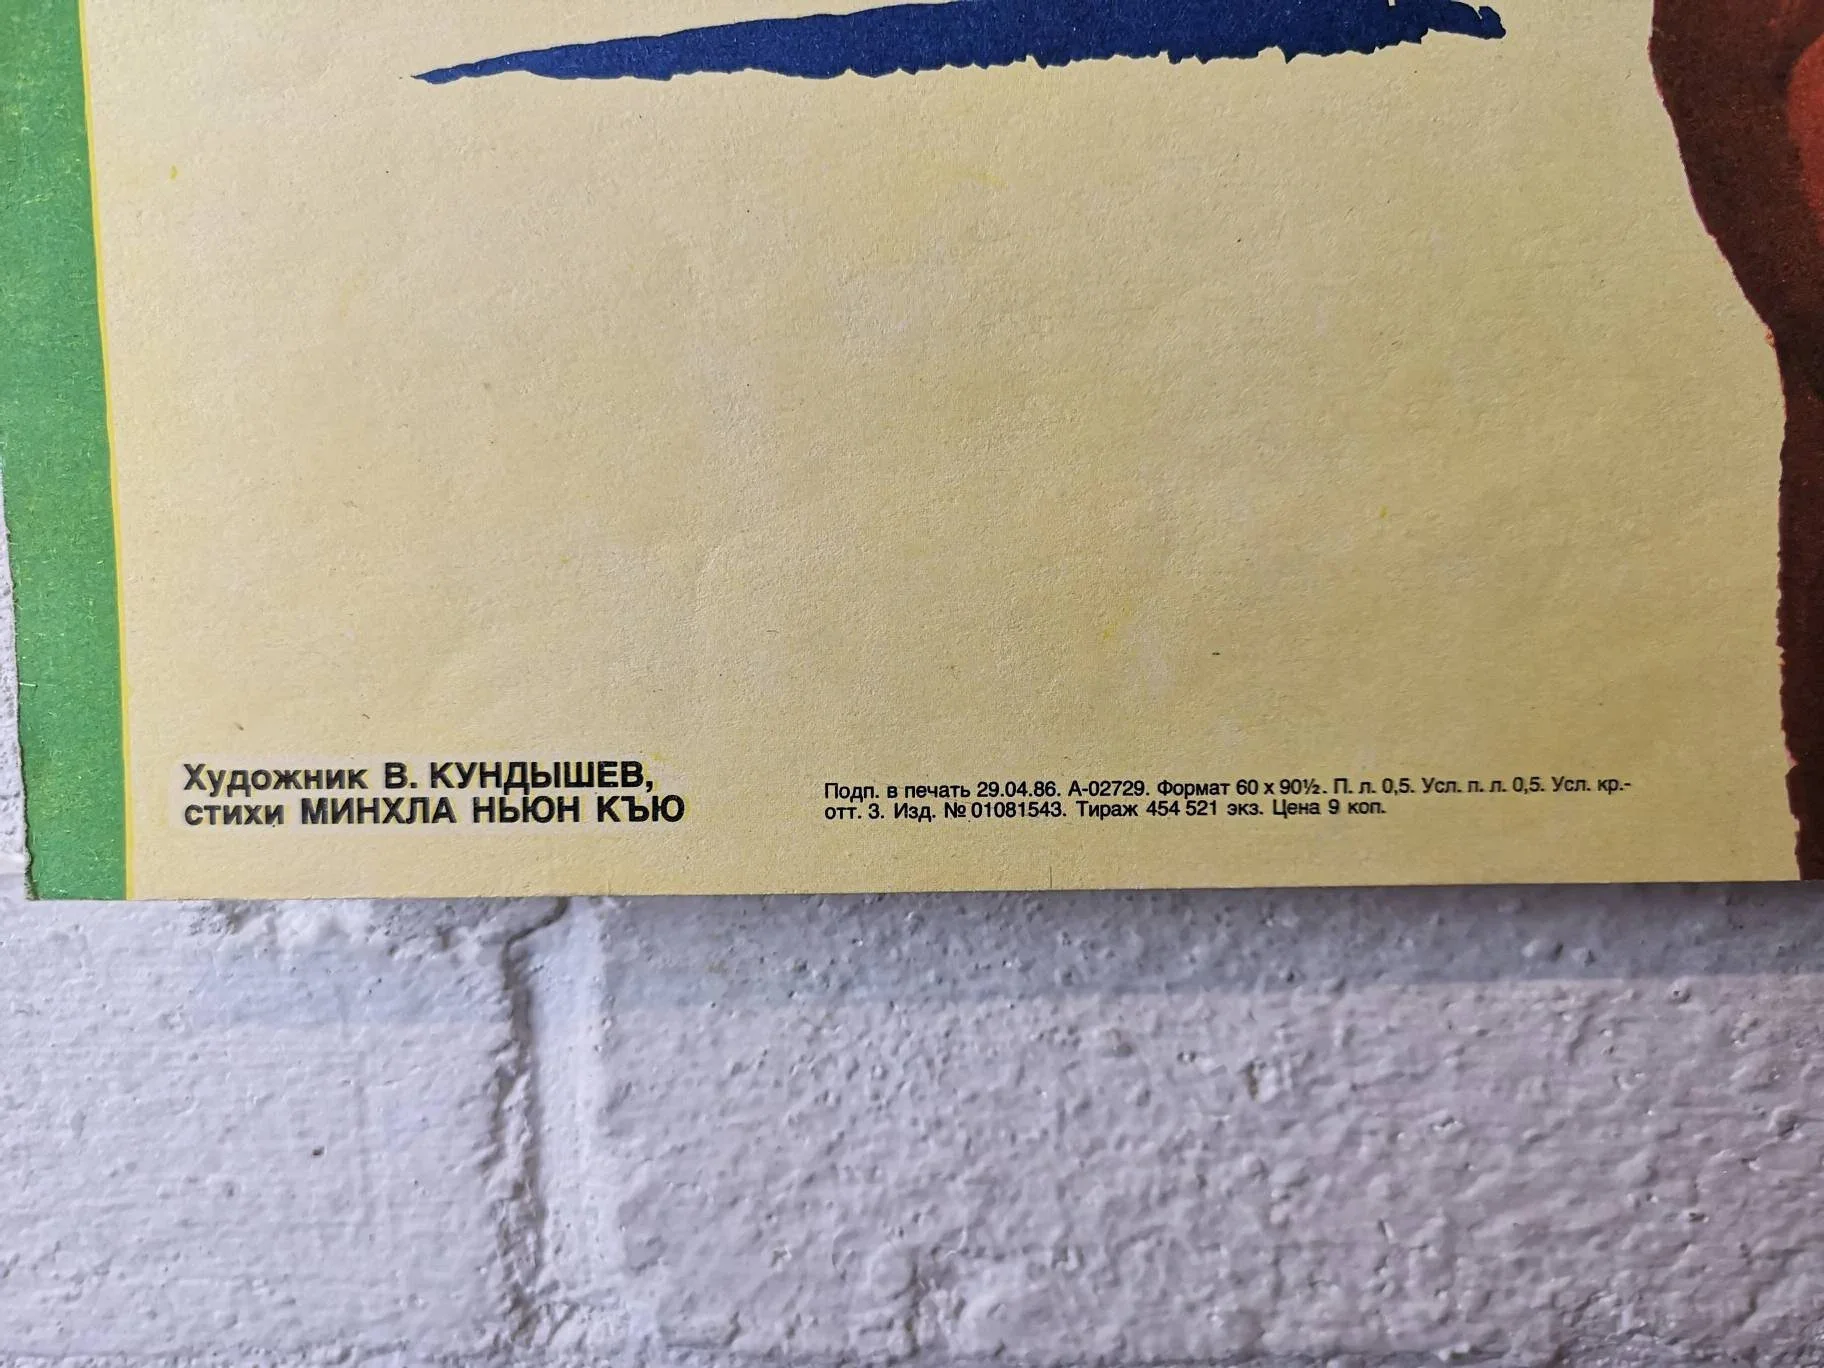 Художник В. КУНДЫШЕВ,
стихи МИНХЛА НЬЮН КЪЮ
Подп. в печать 29.04.86. А-02729. Формат 60 х 90½. П. л. 0,5. Усл. п. л. 0,5. Усл. кр.-
отт. 3. Изд. № 01081543. Тираж 454 521 экз. Цена 9 коп.